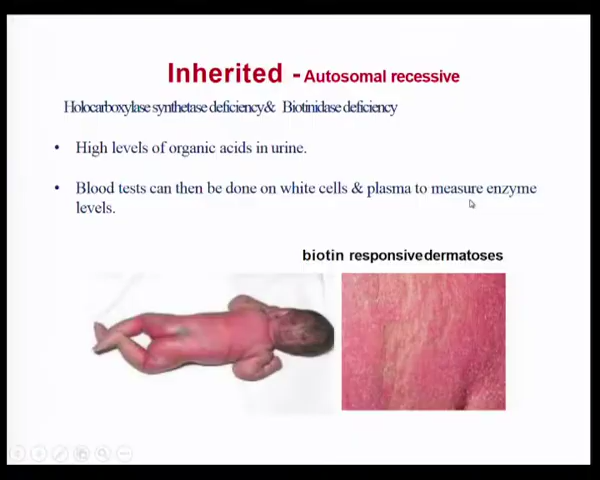 Inherited - Autosomal recessive
Holocarboxylase synthetase deficiency& Biotinidase deficiency
• High levels of organic acids in urine.
• Blood tests can then be done on white cells & plasma to measure enzyme
levels.
biotin responsivedermatoses